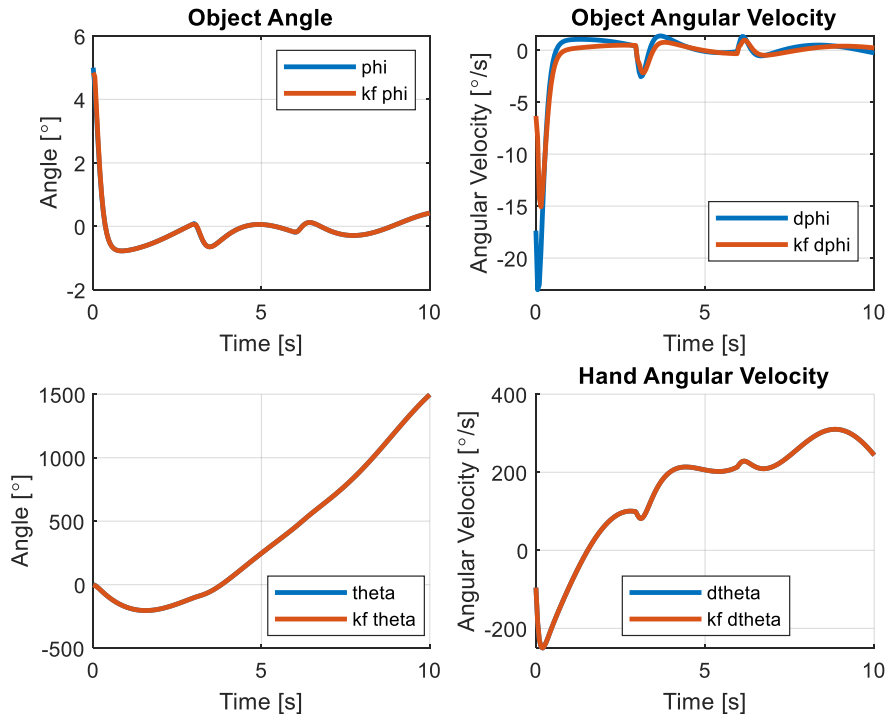 Object Angle
6
4
2
0
-2
Angle [°]
phi
kf phi
0
5
10
Time [s]
Object Angular Velocity
0
-5
-10
-15
-20
Angular Velocity [°/s]
dphi
kf dphi
0
5
10
Time [s]
1500
1000
500
0
-500
Angle [°]
theta
kf theta
0
5
10
Time [s]
Hand Angular Velocity
400
200
0
-200
Angular Velocity [°/s]
dtheta
kf dtheta
0
5
10
Time [s]